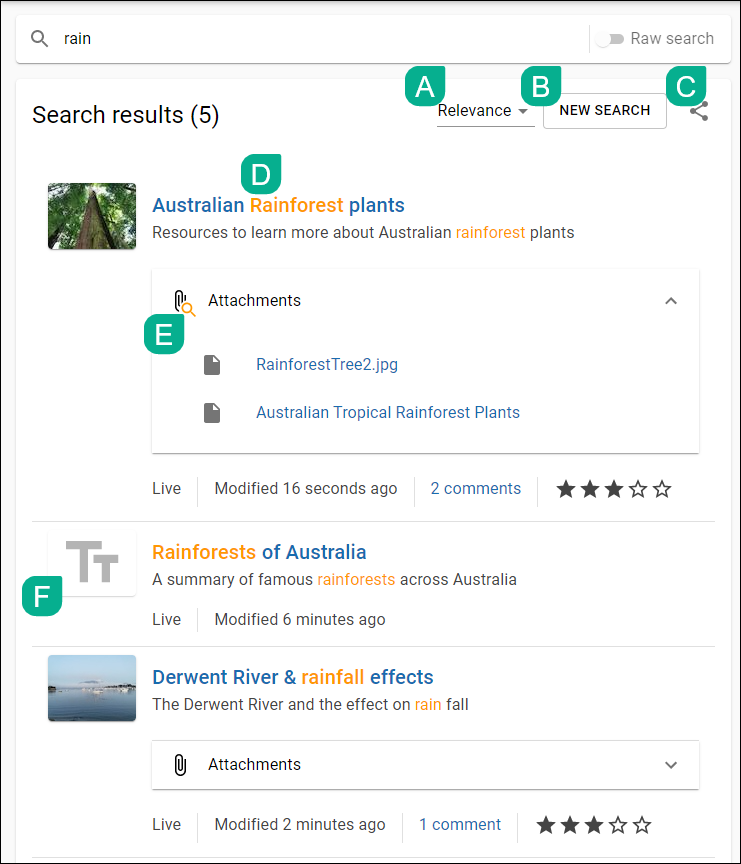 rain
Raw search
A
B
C
Search results (5)
Relevance
NEW SEARCH
D
Australian Rainforest plants
Resources to learn more about Australian rainforest plants
Attachments
E
RainforestTree2.jpg
Australian Tropical Rainforest Plants
Live
Modified 16 seconds ago
2 comments
TT
Rainforests of Australia
A summary of famous rainforests across Australia
F
Live
Modified 6 minutes ago
Derwent River & rainfall effects
The Derwent River and the effect on rain fall
Attachments
Live
Modified 2 minutes ago
1 comment